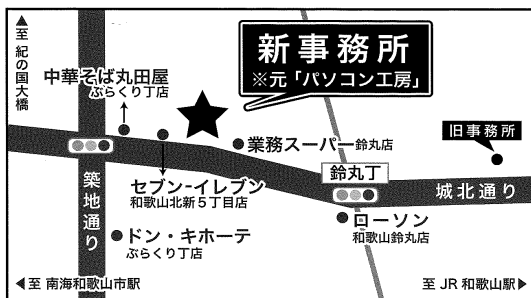 ▲至 紀の国大橋
新事務所
※元「パソコン工房」
中華そば丸田屋
ぶらくり丁店
業務スーパー鈴丸店
旧事務所
鈴丸丁
セブン-イレブン
和歌山北新5丁目店
城北通り
築地通り
ローソン
和歌山鈴丸店
ドン・キホーテ
ぶらくり丁店
◀至 南海和歌山市駅
至 JR 和歌山駅▶